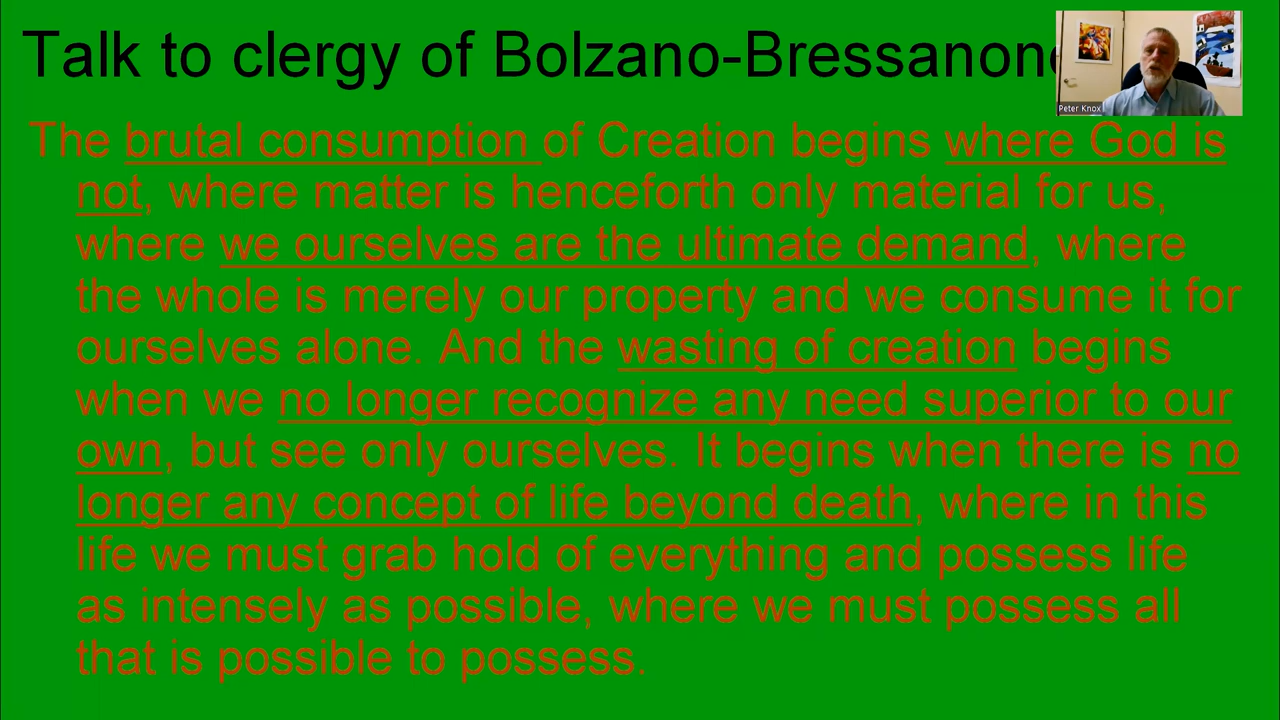 Talk to clergy of Bolzano-Bressanone
Peter Knox
The brutal consumption of Creation begins where God is
not, where matter is henceforth only material for us,
where we ourselves are the ultimate demand, where
the whole is merely our property and we consume it for
ourselves alone. And the wasting of creation begins
when we no longer recognize any need superior to our
own, but see only ourselves. It begins when there is no
longer any concept of life beyond death, where in this
life we must grab hold of everything and possess life
as intensely as possible, where we must possess all
that is possible to possess.